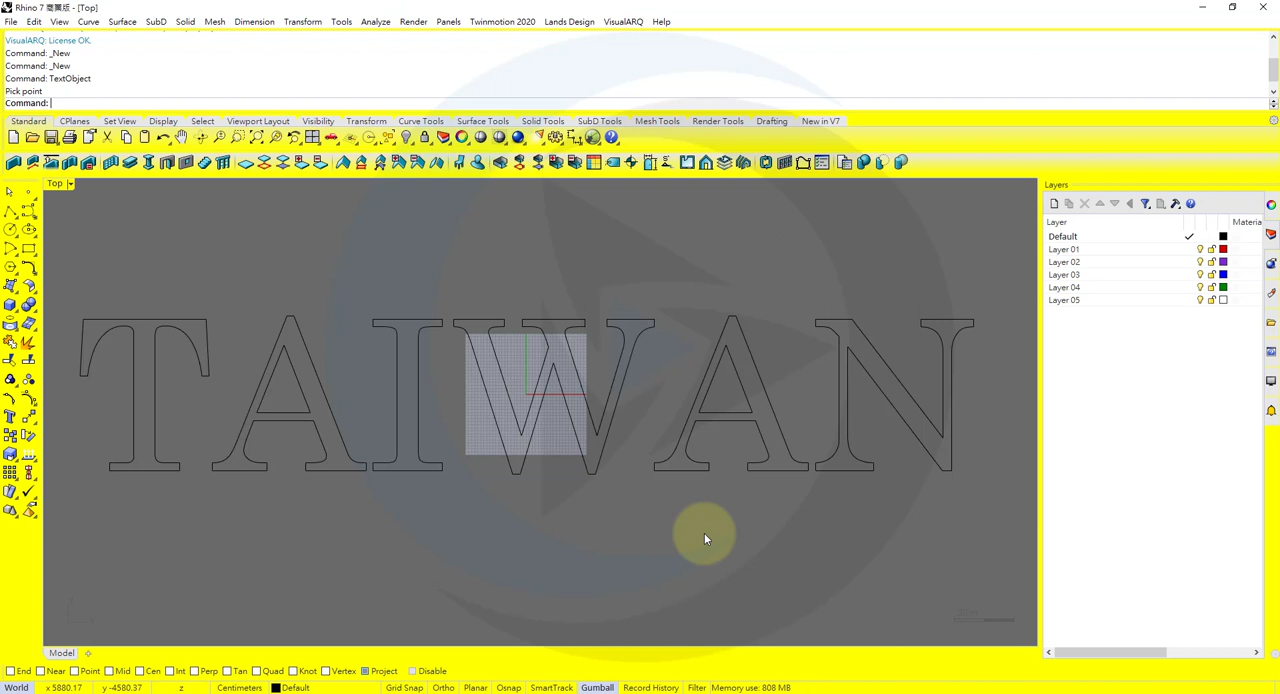 Rhino 7 商業版 - [Top]
File Edit View Curve Surface SubD Solid Mesh Dimension Transform Tools Analyze Render Panels Twinmotion 2020 Lands Design VisualARQ Help
VisualARQ: License OK.
Command: _New
Command: _New
Command: TextObject
Pick point
Command:
Standard CPlanes Set View Display Select Viewport Layout Visibility Transform Curve Tools Surface Tools Solid Tools SubD Tools Mesh Tools Render Tools Drafting New in V7
Top
Layers
Layer Materia
Default
Layer 01
Layer 02
Layer 03
Layer 04
Layer 05
TAIWAN
Model
End Near Point Mid Cen Int Perp Tan Quad Knot Vertex Project Disable
World x 5880.17 y -4580.37 z Centimeters Default Grid Snap Ortho Planar Osnap SmartTrack Gumball Record History Filter Memory use: 808 MB